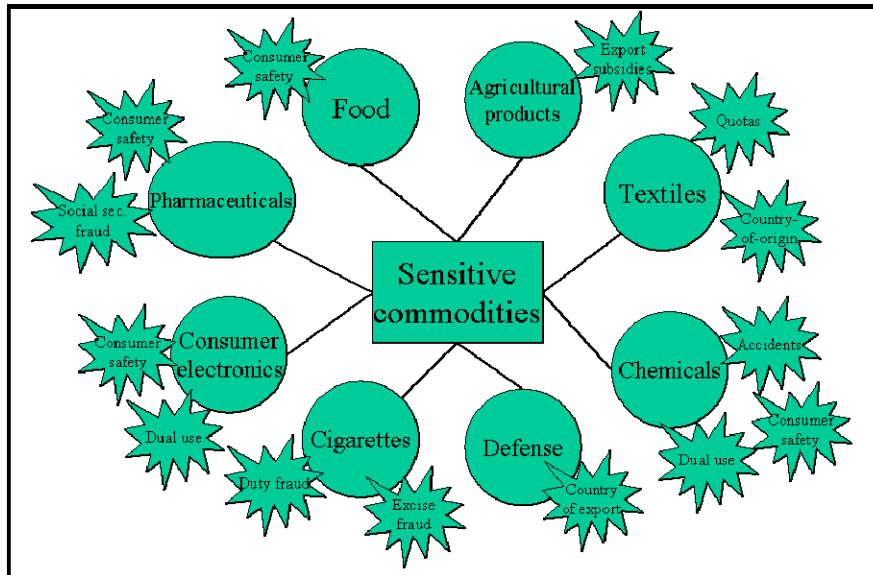 Consumer
safety
Food
Agricultural
products
Export
subsidies
Consumer
safety
Pharmaceuticals
Social sec.
fraud
Quotas
Textiles
Country-
of-origin
Sensitive
commodities
Consumer
safety
Consumer
electronics
Dual use
Accidents
Chemicals
Consumer
safety
Dual use
Cigarettes
Duty fraud
Excise
fraud
Defense
Country
of export